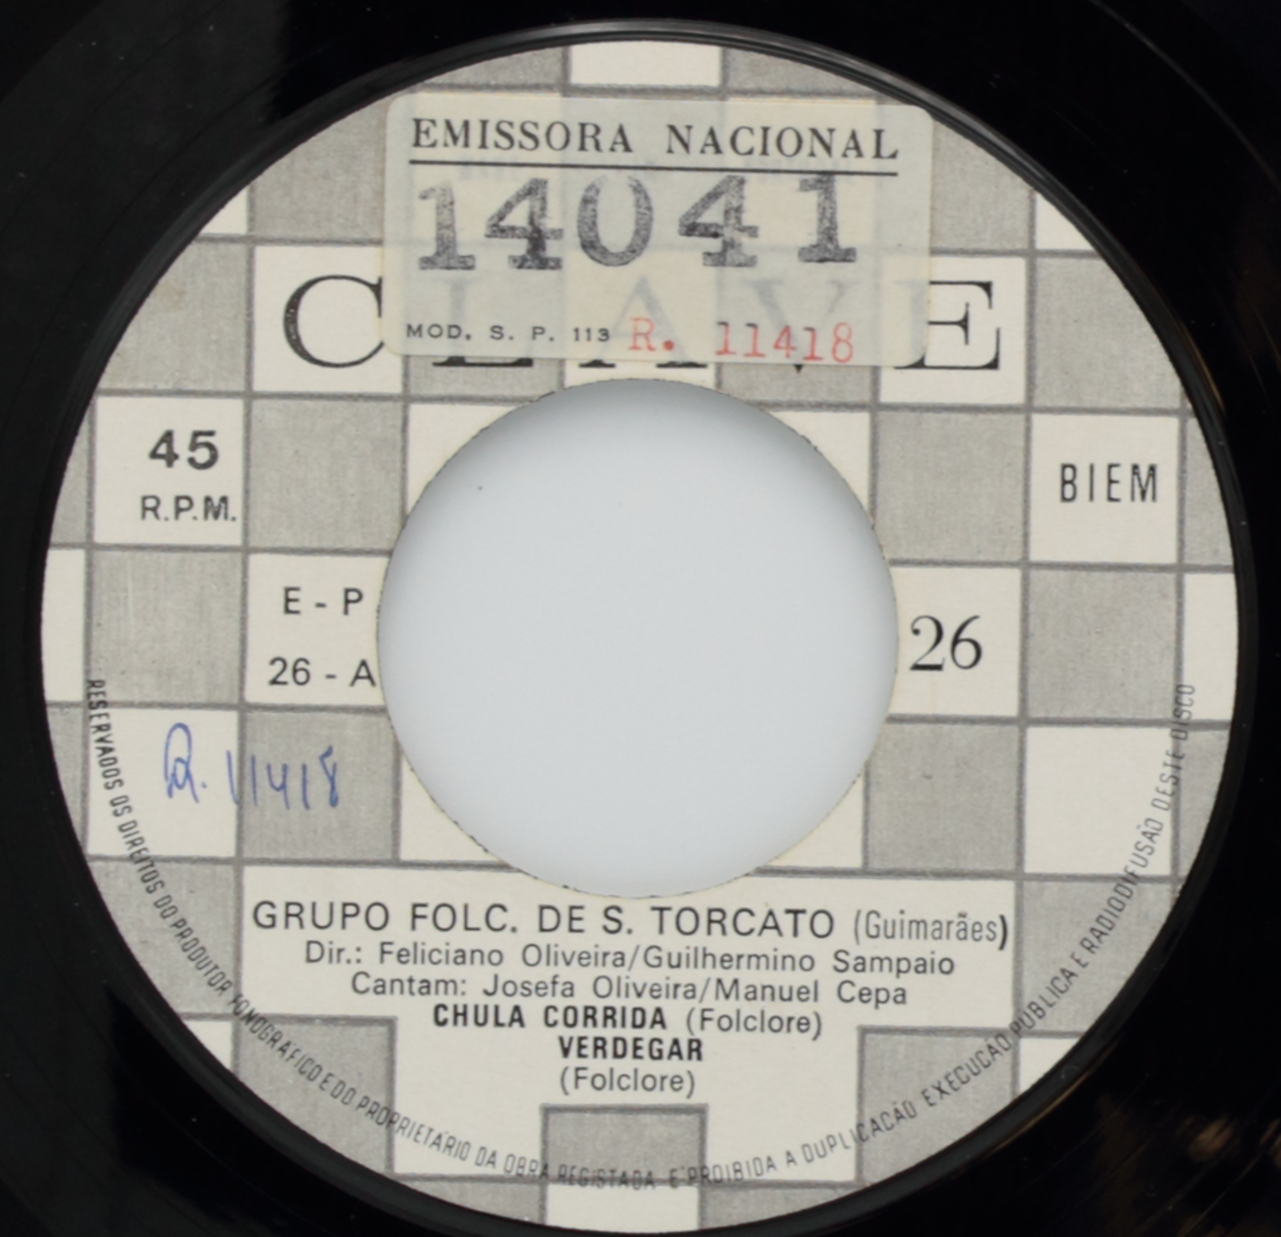 EMISSORA NACIONAL
14041
MOD. S. P. 113 R. 11418
CLAVE
45
R.P.M.
BIEM
E - P
26 - A
26
R. 11418
GRUPO FOLC. DE S. TORCATO (Guimarães)
Dir.: Feliciano Oliveira/Guilhermino Sampaio
Cantam: Josefa Oliveira/Manuel Cepa
CHULA CORRIDA (Folclore)
VERDEGAR
(Folclore)
RESERVADOS OS DIREITOS DO PRODUTOR FONOGRAFICO E DO PROPRIETÁRIO DA OBRA REGISTADA E PROIBIDA A DUPLICAÇÃO EXECUÇÃO PUBLICA E RADIODIFUSÃO DESTE DISCO